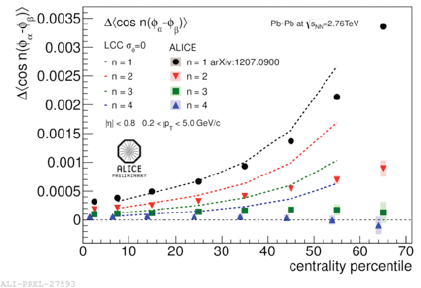 Δ⟨cos n(φα-φβ)⟩
Δ⟨cos n(φα-φβ)⟩
Pb-Pb at √sNN=2.76TeV
LCC σφ=0 ALICE
n = 1 n = 1 arXiv:1207.0900
n = 2 n = 2
n = 3 n = 3
n = 4 n = 4
|η| < 0.8 0.2 < pT < 5.0 GeV/c
ALICE
PRELIMINARY
0.0035
0.003
0.0025
0.002
0.0015
0.001
0.0005
0
0 10 20 30 40 50 60 70
centrality percentile
ALI-PREL-27593